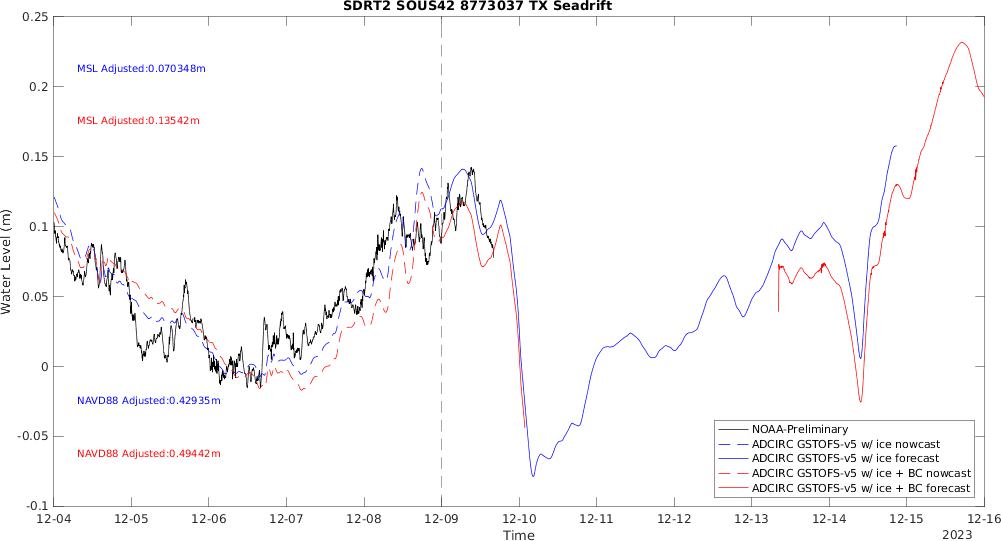 SDRT2 SOUS42 8773037 TX Seadrift
0.25
0.2
0.15
0.1
0.05
0
-0.05
-0.1
Water Level (m)
MSL Adjusted:0.070348m
MSL Adjusted:0.13542m
NAVD88 Adjusted:0.42935m
NAVD88 Adjusted:0.49442m
NOAA-Preliminary
ADCIRC GSTOFS-v5 w/ ice nowcast
ADCIRC GSTOFS-v5 w/ ice forecast
ADCIRC GSTOFS-v5 w/ ice + BC nowcast
ADCIRC GSTOFS-v5 w/ ice + BC forecast
12-04 12-05 12-06 12-07 12-08 12-09 12-10 12-11 12-12 12-13 12-14 12-15 12-16
Time
2023